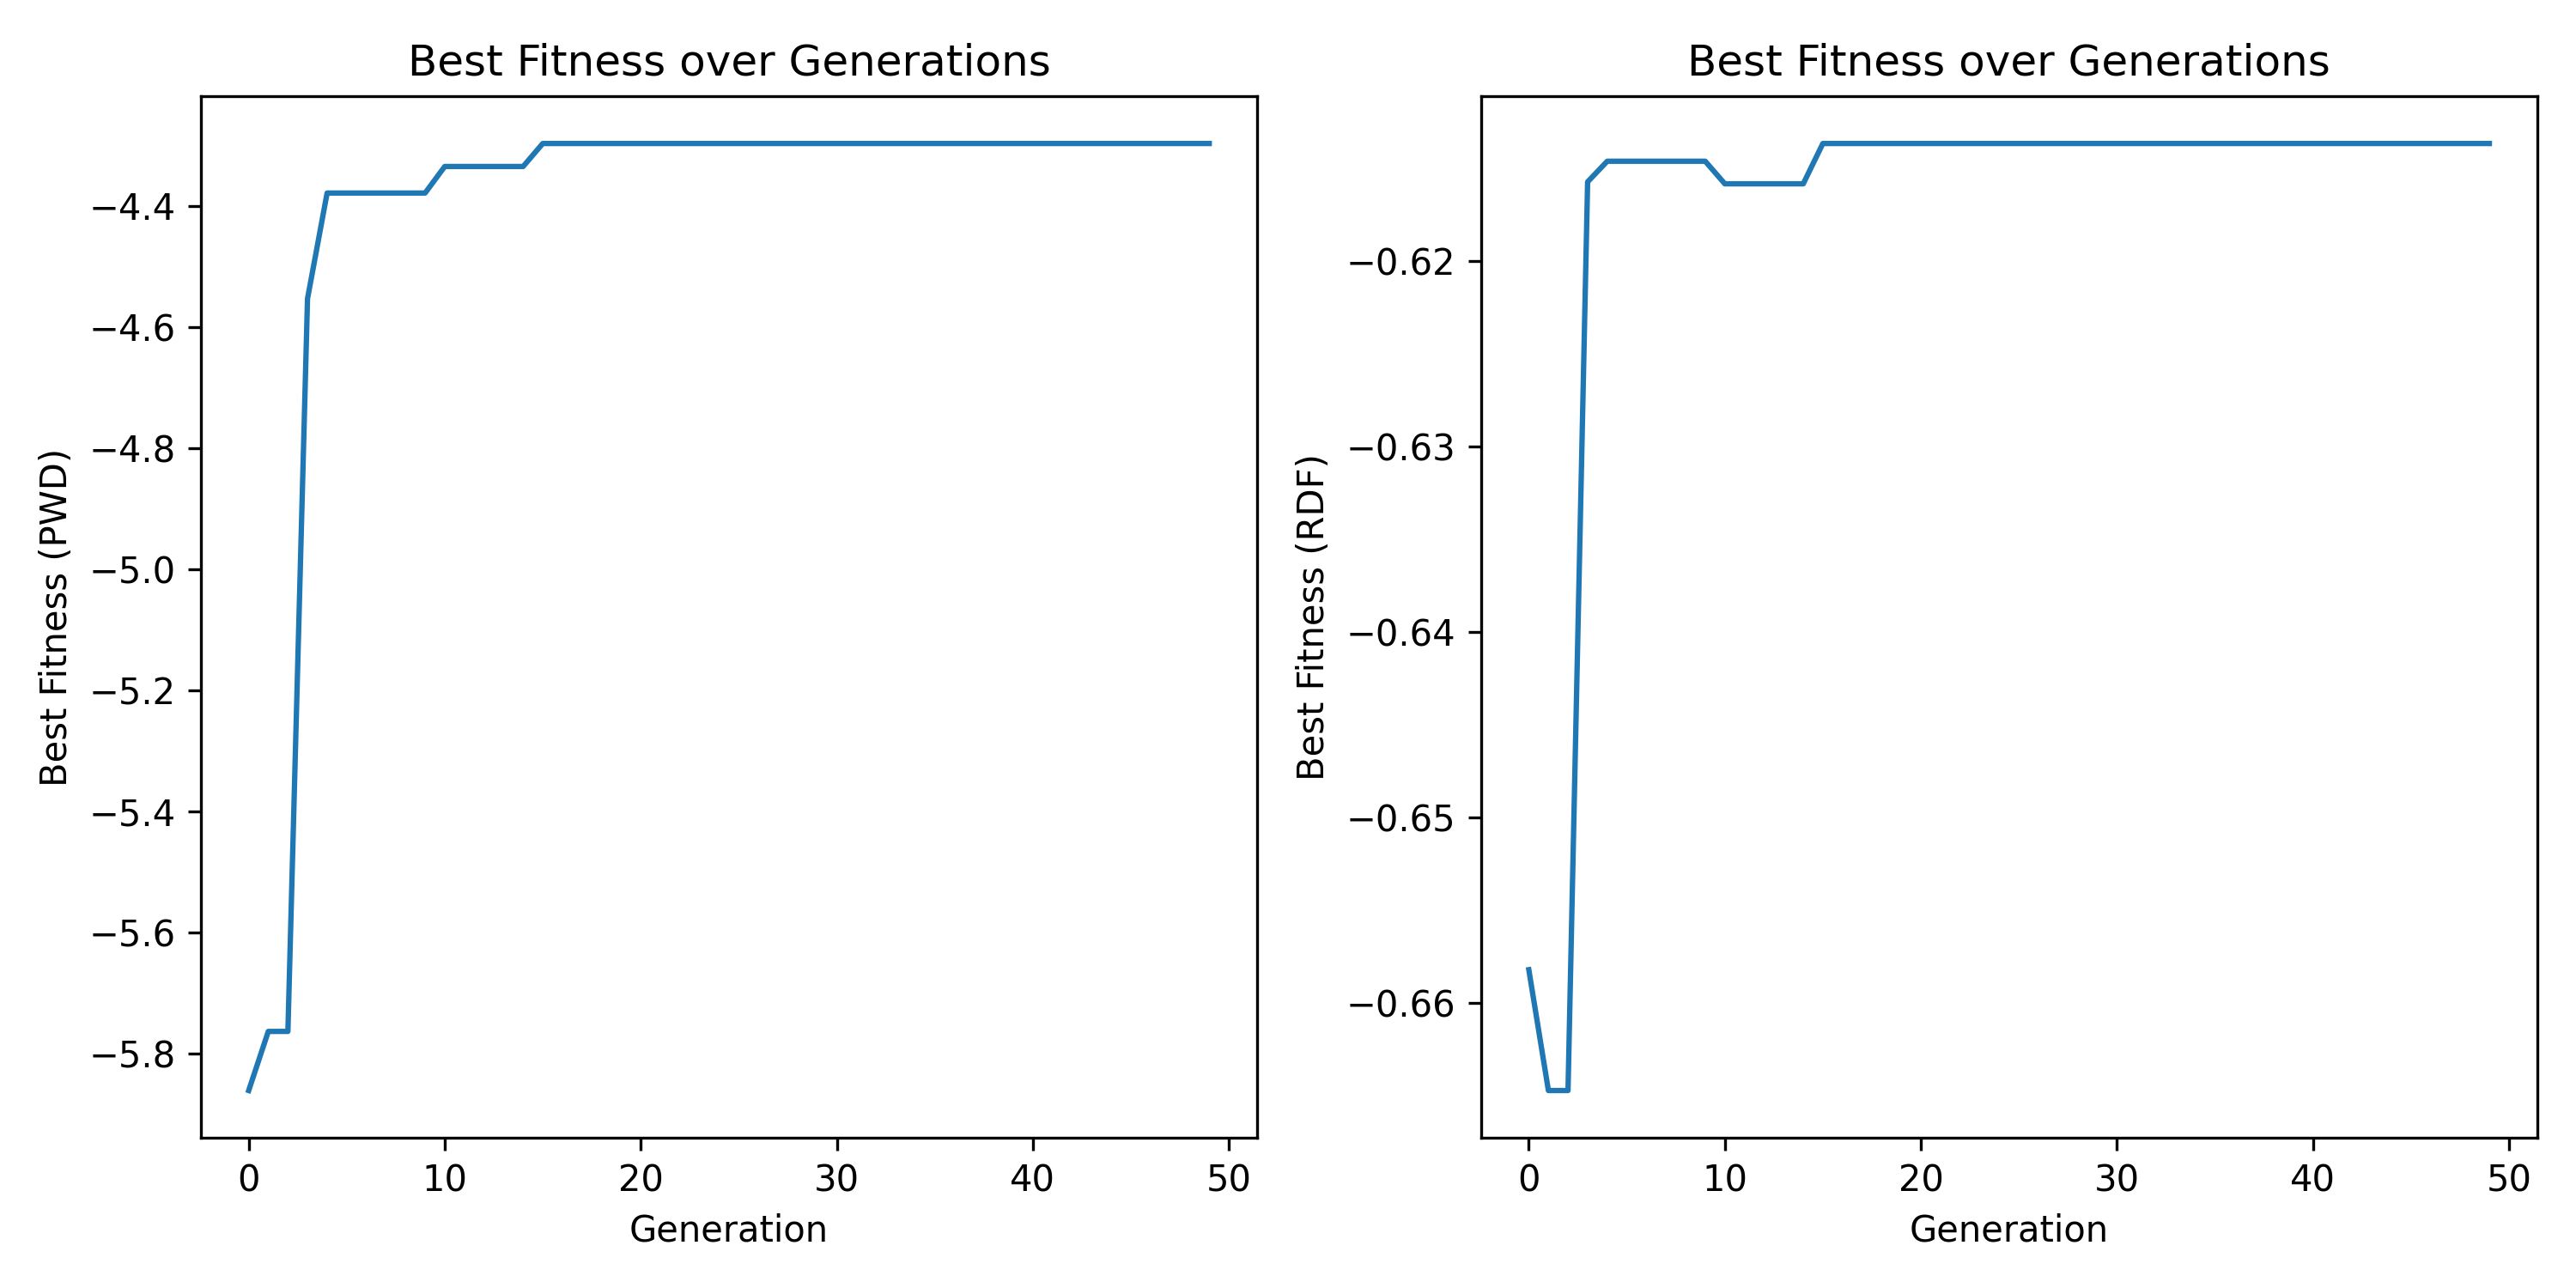 Best Fitness over Generations
Best Fitness (PWD)
−4.4
−4.6
−4.8
−5.0
−5.2
−5.4
−5.6
−5.8
0 10 20 30 40 50
Generation
Best Fitness over Generations
Best Fitness (RDF)
−0.62
−0.63
−0.64
−0.65
−0.66
0 10 20 30 40 50
Generation